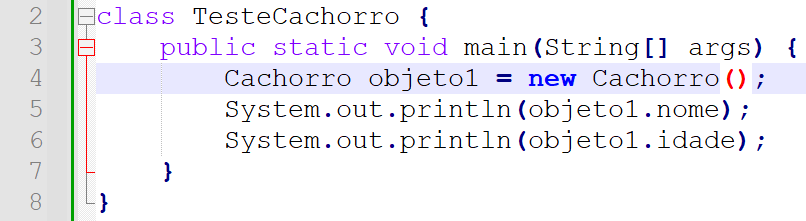 2 class TesteCachorro {
3 public static void main(String[] args) {
4 Cachorro objeto1 = new Cachorro();
5 System.out.println(objeto1.nome);
6 System.out.println(objeto1.idade);
7 }
8 }